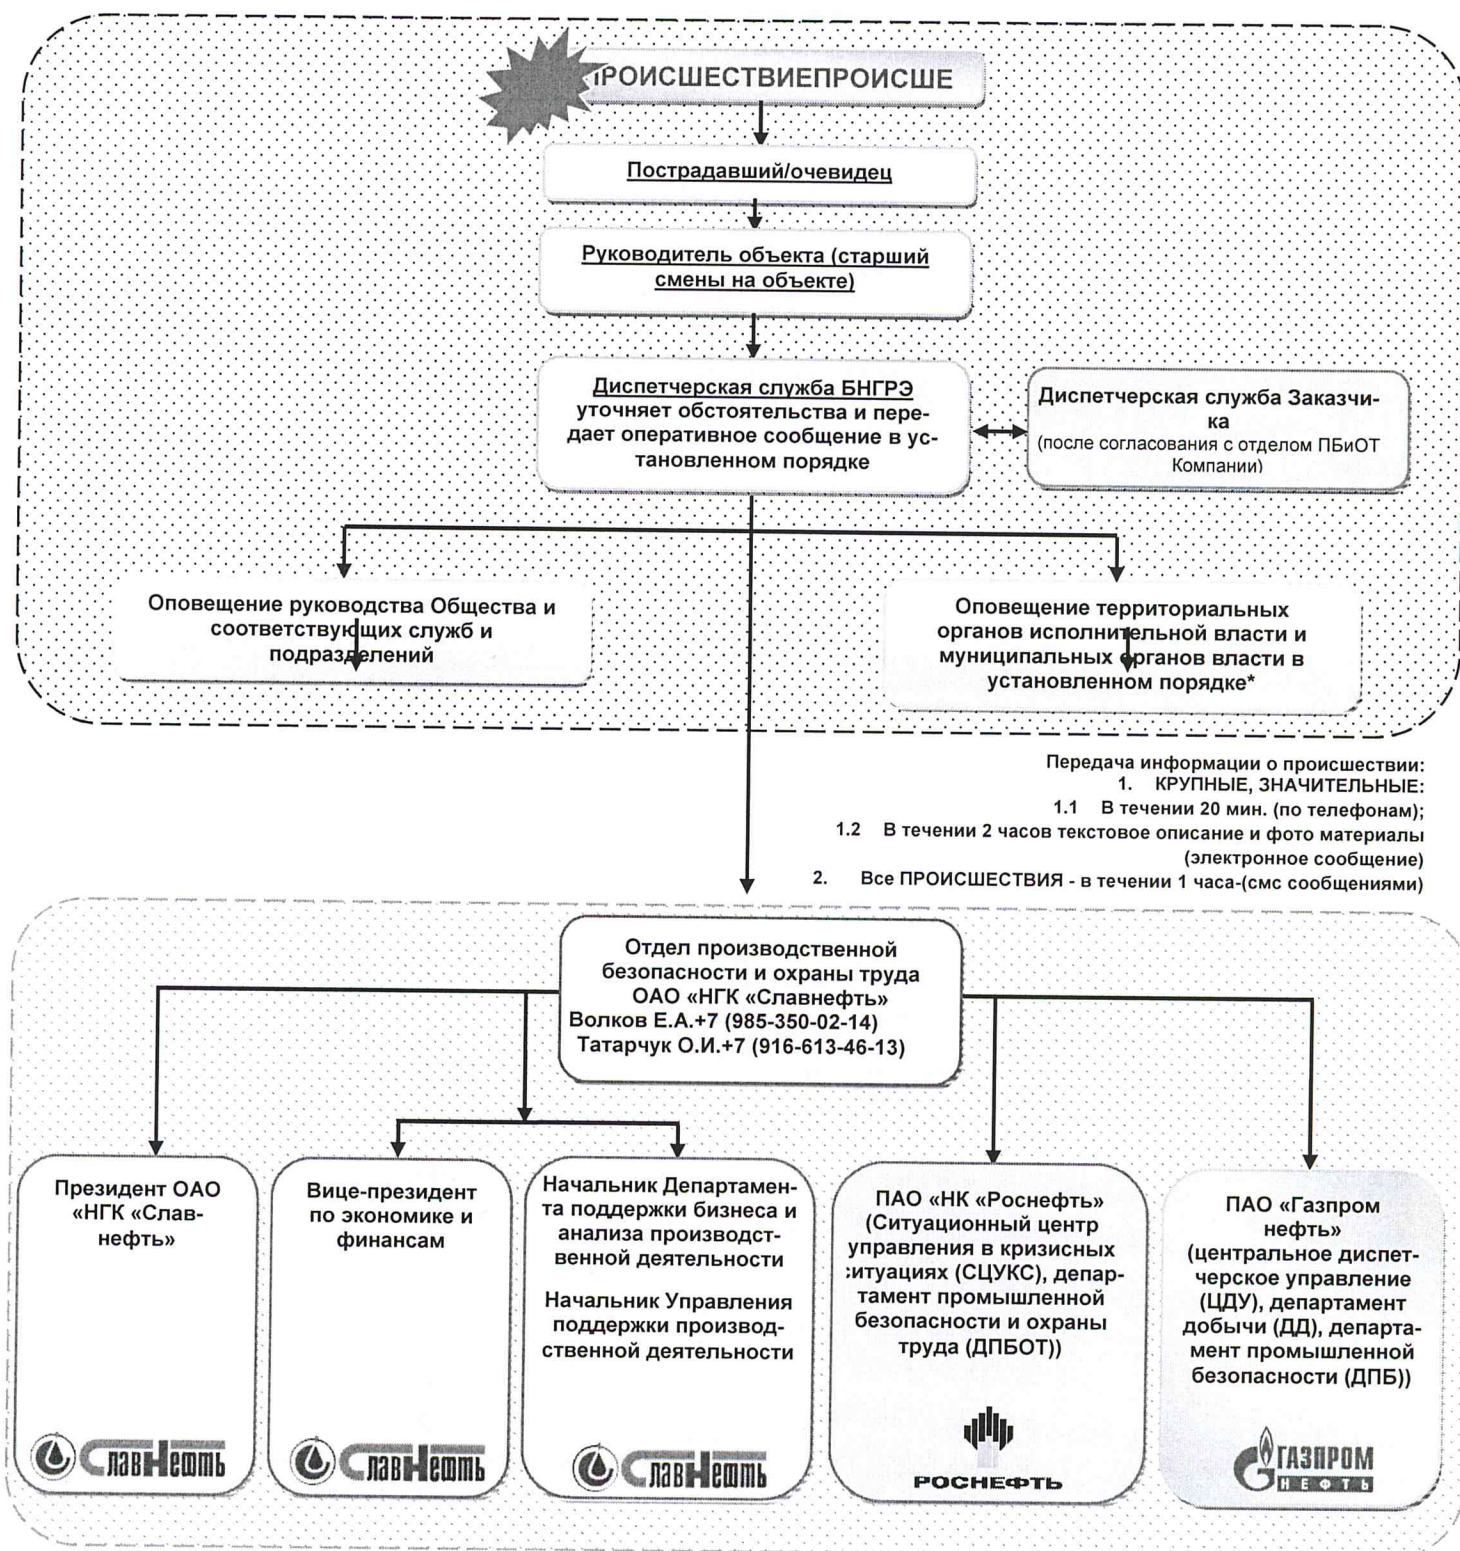 ПРОИСШЕСТВИЕПРОИСШЕ
Пострадавший/очевидец
Руководитель объекта (старший
смены на объекте)
Диспетчерская служба БНГРЭ
уточняет обстоятельства и пере-
дает оперативное сообщение в ус-
тановленном порядке
Диспетчерская служба Заказчи-
ка
(после согласования с отделом ПБиОТ
Компании)
Оповещение руководства Общества и
соответствующих служб и
подразделений
Оповещение территориальных
органов исполнительной власти и
муниципальных органов власти в
установленном порядке*
Передача информации о происшествии:
1. КРУПНЫЕ, ЗНАЧИТЕЛЬНЫЕ:
1.1 В течении 20 мин. (по телефонам);
1.2 В течении 2 часов текстовое описание и фото материалы
(электронное сообщение)
2. Все ПРОИСШЕСТВИЯ - в течении 1 часа-(смс сообщениями)
Отдел производственной
безопасности и охраны труда
ОАО «НГК «Славнефть»
Волков Е.А.+7 (985-350-02-14)
Татарчук О.И.+7 (916-613-46-13)
Президент ОАО
«НГК «Слав-
нефть»
СлавНефть
Вице-президент
по экономике и
финансам
СлавНефть
Начальник Департамен-
та поддержки бизнеса и
анализа производст-
венной деятельности
Начальник Управления
поддержки производ-
ственной деятельности
СлавНефть
ПАО «НК «Роснефть»
(Ситуационный центр
управления в кризисных
ситуациях (СЦУКС), депар-
тамент промышленной
безопасности и охраны
труда (ДПБОТ))
РОСНЕФТЬ
ПАО «Газпром
нефть»
(центральное диспет-
черское управление
(ЦДУ), департамент
добычи (ДД), департа-
мент промышленной
безопасности (ДПБ))
ГАЗПРОМ
НЕФТЬ